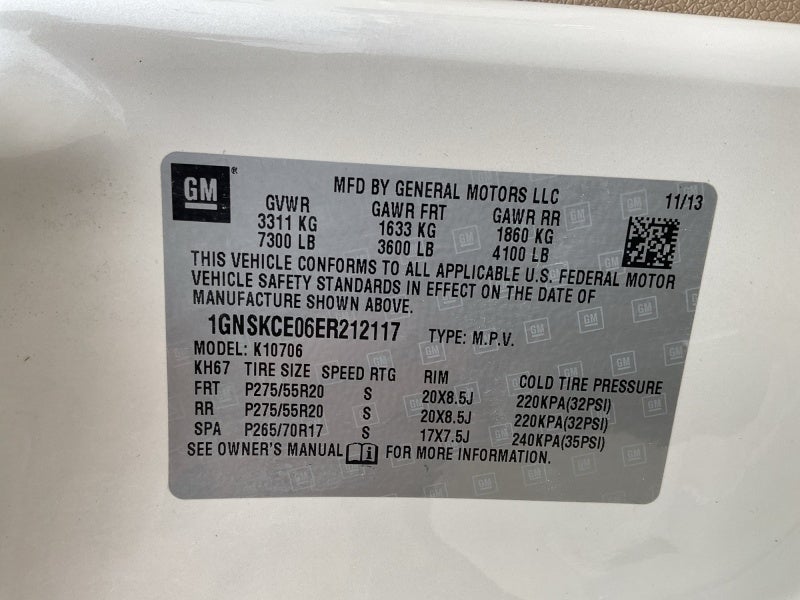 GM®
MFD BY GENERAL MOTORS LLC
11/13
GVWR GAWR FRT GAWR RR
3311 KG 1633 KG 1860 KG
7300 LB 3600 LB 4100 LB
THIS VEHICLE CONFORMS TO ALL APPLICABLE U.S. FEDERAL MOTOR
VEHICLE SAFETY STANDARDS IN EFFECT ON THE DATE OF
MANUFACTURE SHOWN ABOVE.
1GNSKCE06ER212117 TYPE: M.P.V.
MODEL: K10706
KH67 TIRE SIZE SPEED RTG RIM COLD TIRE PRESSURE
FRT P275/55R20 S 20X8.5J 220KPA(32PSI)
RR P275/55R20 S 20X8.5J 220KPA(32PSI)
SPA P265/70R17 S 17X7.5J 240KPA(35PSI)
SEE OWNER'S MANUAL FOR MORE INFORMATION.